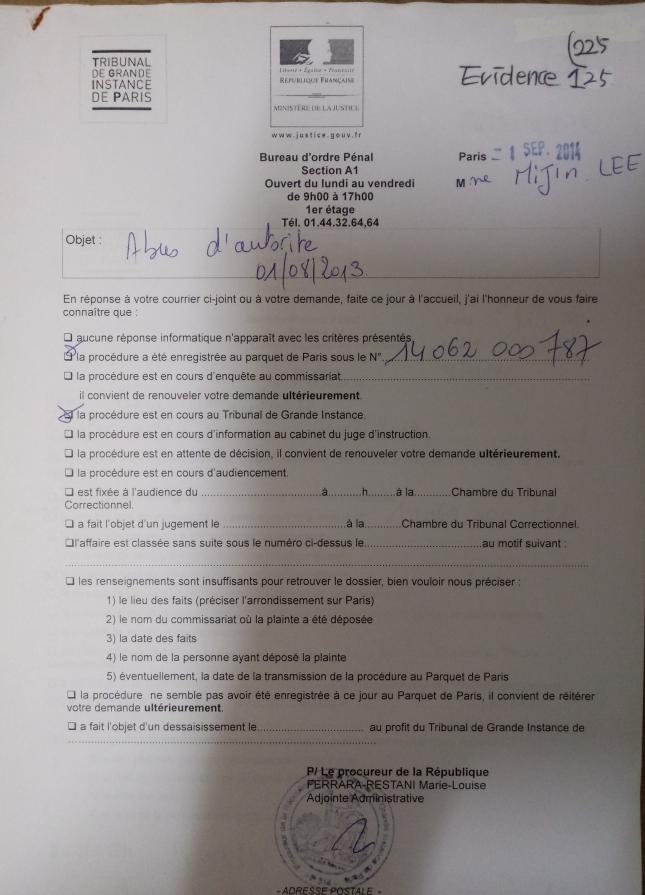 TRIBUNAL
DE GRANDE
INSTANCE
DE PARIS
Liberté • Égalité • Fraternité
RÉPUBLIQUE FRANÇAISE
MINISTÈRE DE LA JUSTICE
www.justice.gouv.fr
(225
Evidence 125
Bureau d'ordre Pénal
Section A1
Ouvert du lundi au vendredi
de 9h00 à 17h00
1er étage
Tél. 01.44.32.64,64
Paris - 1 SEP. 2014
Mme MiJin LEE
Objet : Abus d'autorite
01/08/2013
En réponse à votre courrier ci-joint ou à votre demande, faite ce jour à l'accueil, j'ai l'honneur de vous faire
connaître que :
❑ aucune réponse informatique n'apparaît avec les critères présentés
❑ la procédure a été enregistrée au parquet de Paris sous le N° 14 062 000 787
❑ la procédure est en cours d'enquête au commissariat................................
il convient de renouveler votre demande ultérieurement.
❑ la procédure est en cours au Tribunal de Grande Instance.
❑ la procédure est en cours d'information au cabinet du juge d'instruction.
❑ la procédure est en attente de décision, il convient de renouveler votre demande ultérieurement.
❑ la procédure est en cours d'audiencement.
❑ est fixée à l'audience du ................................à..........h........à la...........Chambre du Tribunal
Correctionnel.
❑ a fait l'objet d'un jugement le ................................à la..........Chambre du Tribunal Correctionnel.
❑l'affaire est classée sans suite sous le numéro ci-dessus le................................au motif suivant :
❑ les renseignements sont insuffisants pour retrouver le dossier, bien vouloir nous préciser :
1) le lieu des faits (préciser l'arrondissement sur Paris)
2) le nom du commissariat où la plainte a été déposée
3) la date des faits
4) le nom de la personne ayant déposé la plainte
5) éventuellement, la date de la transmission de la procédure au Parquet de Paris
❑ la procédure ne semble pas avoir été enregistrée à ce jour au Parquet de Paris, il convient de réitérer
votre demande ultérieurement.
❑ a fait l'objet d'un dessaisissement le................................ au profit du Tribunal de Grande Instance de
................................
P/ Le procureur de la République
FERRARA-RESTANI Marie-Louise
Adjointe Administrative
- ADRESSE POSTALE -